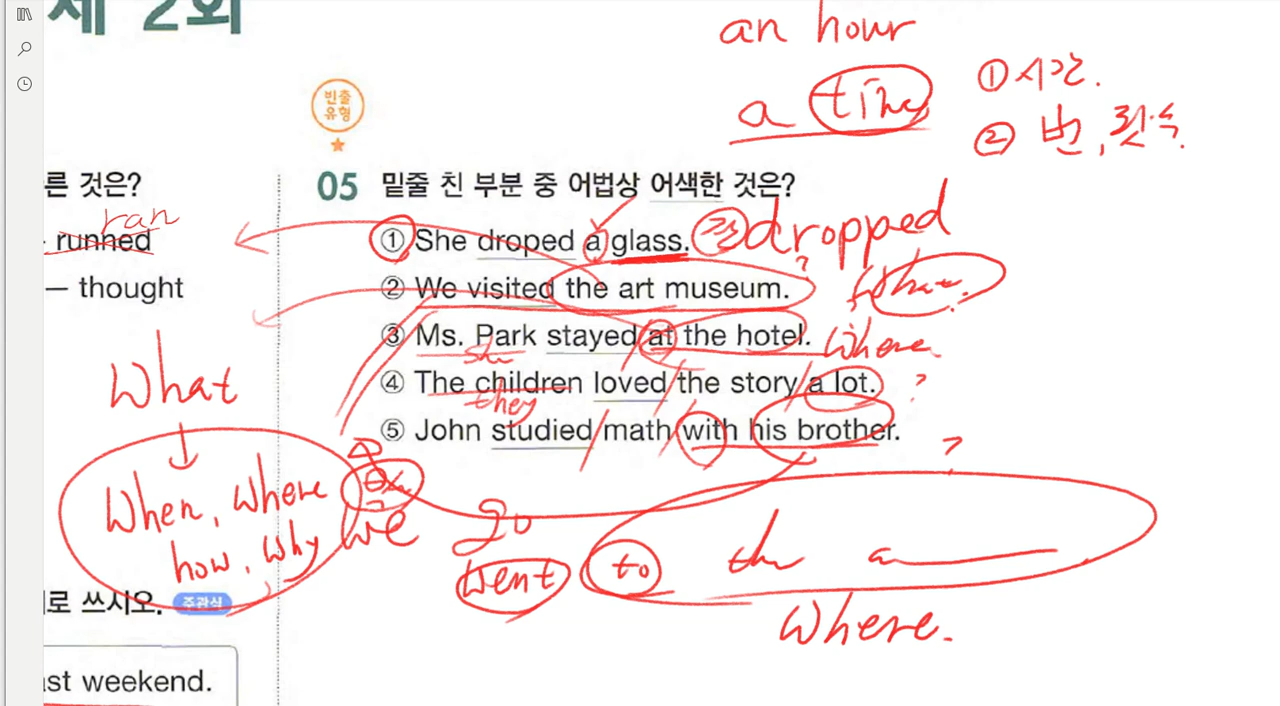 제 2회
른 것은?
ran
runned
— thought
What
When, Where
how, why
로 쓰시오. 주관식
ast weekend.
an hour
a time
① 시간.
② 번, 횟수.
빈출
유형
05 밑줄 친 부분 중 어법상 어색한 것은?
① She droped a glass. dropped
② We visited the art museum. ? What.
③ Ms. Park stayed at the hotel. Where
she
④ The children loved the story a lot. ?
they
⑤ John studied math with his brother.
?
we go
went to the a
Where.